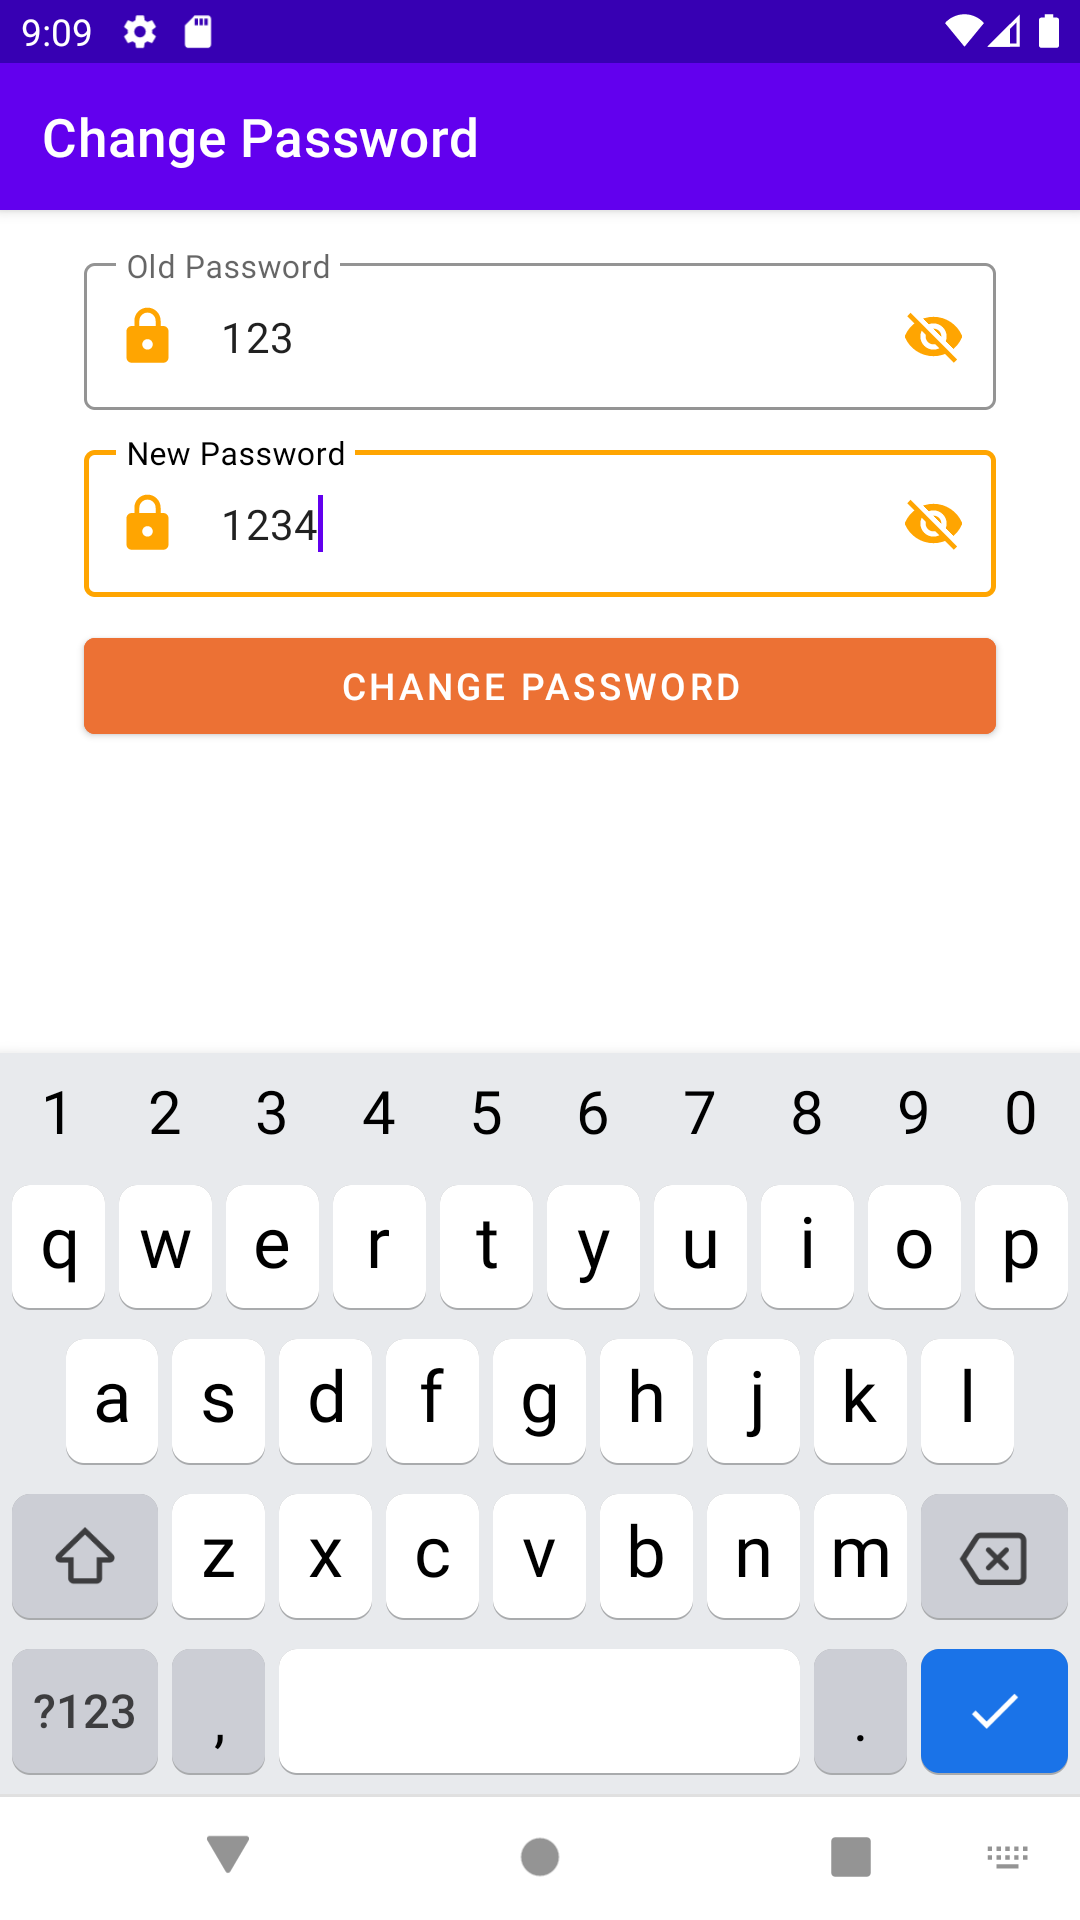 9:09
Change Password
Old Password
123
New Password
1234
CHANGE PASSWORD
1 2 3 4 5 6 7 8 9 0
q w e r t y u i o p
a s d f g h j k l
z x c v b n m
?123 , .